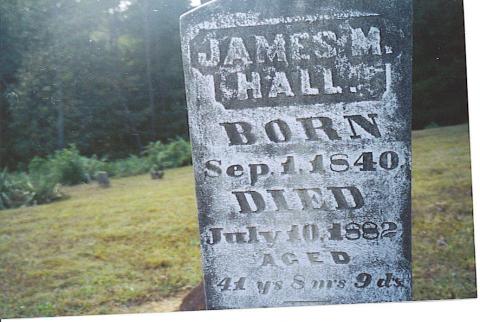 JAMES M.
HALL.
BORN
Sep. 1, 1840.
DIED
July 10, 1882
AGED
41 ys 8 ms 9 ds.